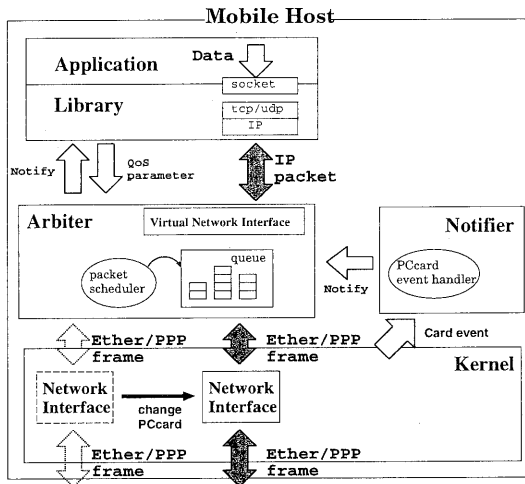 Mobile Host
Data
Application
socket
Library
tcp/udp
IP
Notify
QoS
parameter
IP
packet
Arbiter
Virtual Network Interface
Notifier
queue
packet
scheduler
PCcard
event handler
Notify
Ether/PPP
frame
Ether/PPP
frame
Card event
Kernel
Network
Interface
change
PCcard
Network
Interface
Ether/PPP
frame
Ether/PPP
frame